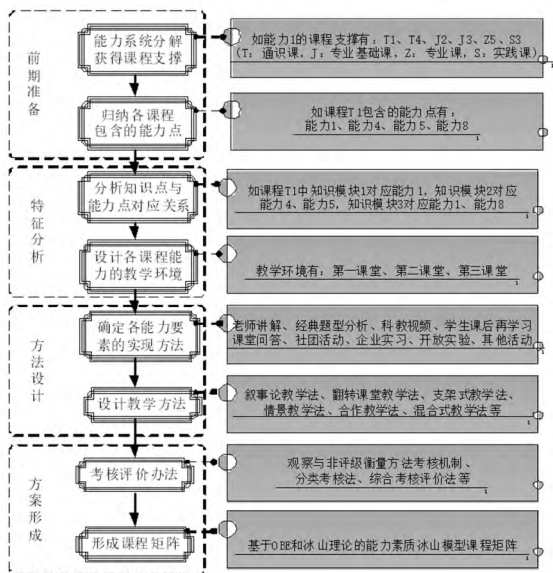 前期准备
能力系统分解
获得课程支撑
如能力1的课程支撑有：T1、T4、J2、J3、Z5、S3
(T：通识课，J：专业基础课，Z：专业课，S：实践课)
归纳各课程
包含的能力点
如课程T1包含的能力点有：
能力1、能力4、能力5、能力8
特征分析
分析知识点与
能力点对应关系
如课程T1中知识模块1对应能力1，知识模块2对应
能力4、能力5，知识模块3对应能力1、能力8
设计各课程能
力的教学环境
教学环境有：第一课堂、第二课堂、第三课堂
方法设计
确定各能力要
素的实现方法
老师讲解、经典题型分析、科教视频、学生课后再学习
课堂问答、社团活动、企业实习、开放实验、其他活动
设计教学方法
叙事论教学法、翻转课堂教学法、支架式教学法、
情景教学法、合作教学法、混合式教学法等
方案形成
考核评价办法
观察与非评级衡量方法考核机制、
分类考核法、综合考核评价法等
形成课程矩阵
基于OBE和冰山理论的能力素质冰山模型课程矩阵